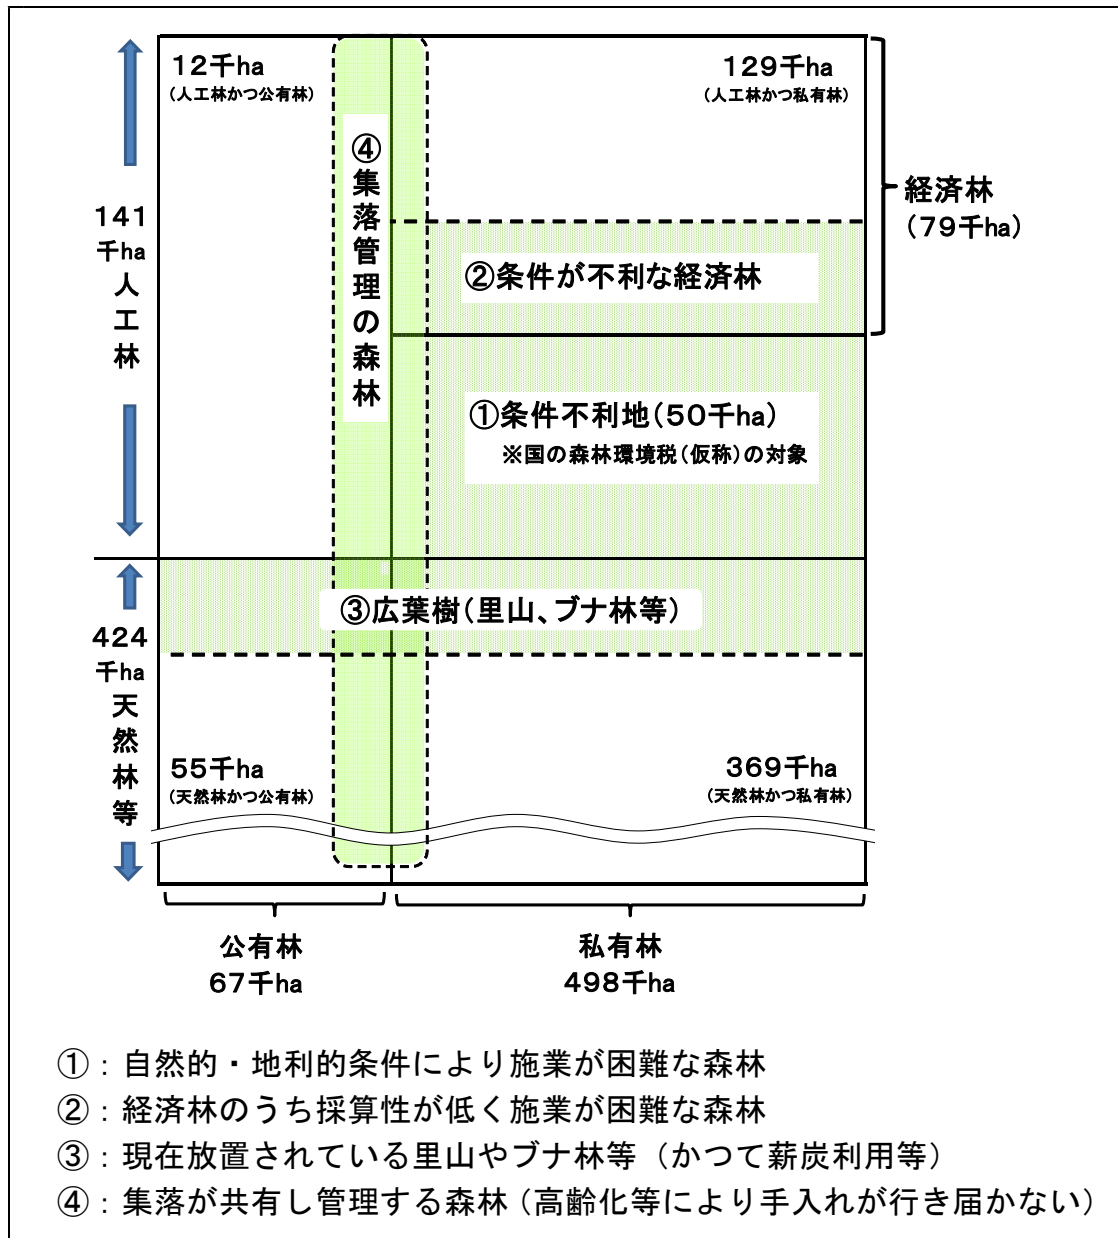 12千ha
（人工林かつ公有林）
129千ha
（人工林かつ私有林）
④集落管理の森林
経済林
（79千ha）
141
千ha
人工林
②条件が不利な経済林
①条件不利地（50千ha）
※国の森林環境税（仮称）の対象
③広葉樹（里山、ブナ林等）
424
千ha
天然林等
55千ha
（天然林かつ公有林）
369千ha
（天然林かつ私有林）
公有林
67千ha
私有林
498千ha
①：自然的・地利的条件により施業が困難な森林
②：経済林のうち採算性が低く施業が困難な森林
③：現在放置されている里山やブナ林等（かつて薪炭利用等）
④：集落が共有し管理する森林（高齢化等により手入れが行き届かない）